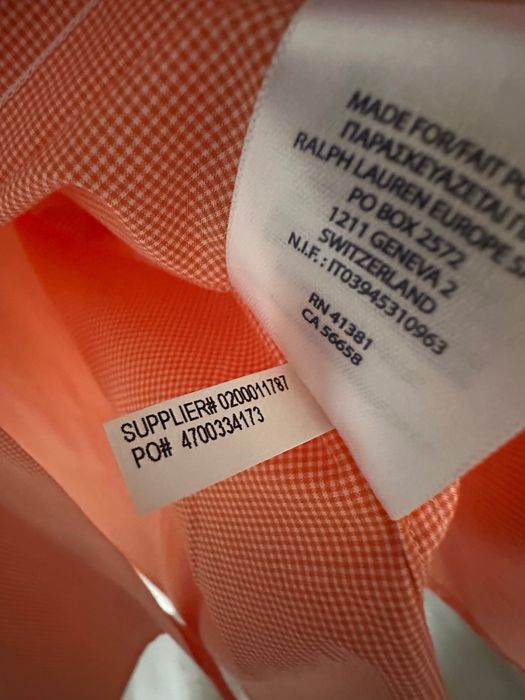 MADE FOR/FAIT
ΠΑΡΑΣΚΕΥΑΖΕΤΑΙ
RALPH LAUREN EUROPE
PO BOX 2572
1211 GENEVA 2
SWITZERLAND
N.I.F. : IT03945310963
RN 41381
CA 56658
SUPPLIER# 0200011787
PO# 4700334173